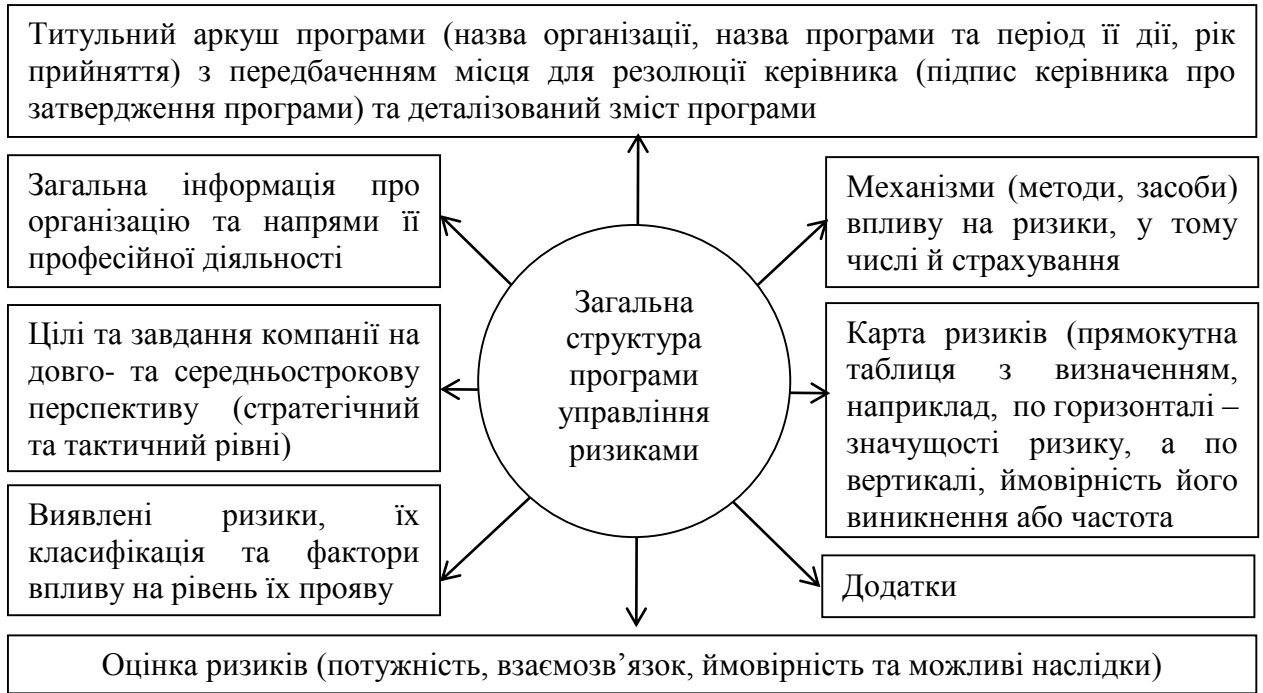 Титульний аркуш програми (назва організації, назва програми та період її дії, рік
прийняття) з передбаченням місця для резолюції керівника (підпис керівника про
затвердження програми) та деталізований зміст програми
Загальна інформація про
організацію та напрями її
професійної діяльності
Цілі та завдання компанії на
довго- та середньострокову
перспективу (стратегічний
та тактичний рівні)
Виявлені ризики, їх
класифікація та фактори
впливу на рівень їх прояву
Загальна
структура
програми
управління
ризиками
Механізми (методи, засоби)
впливу на ризики, у тому
числі й страхування
Карта ризиків (прямокутна
таблиця з визначенням,
наприклад, по горизонталі –
значущості ризику, а по
вертикалі, ймовірність його
виникнення або частота
Додатки
Оцінка ризиків (потужність, взаємозв’язок, ймовірність та можливі наслідки)